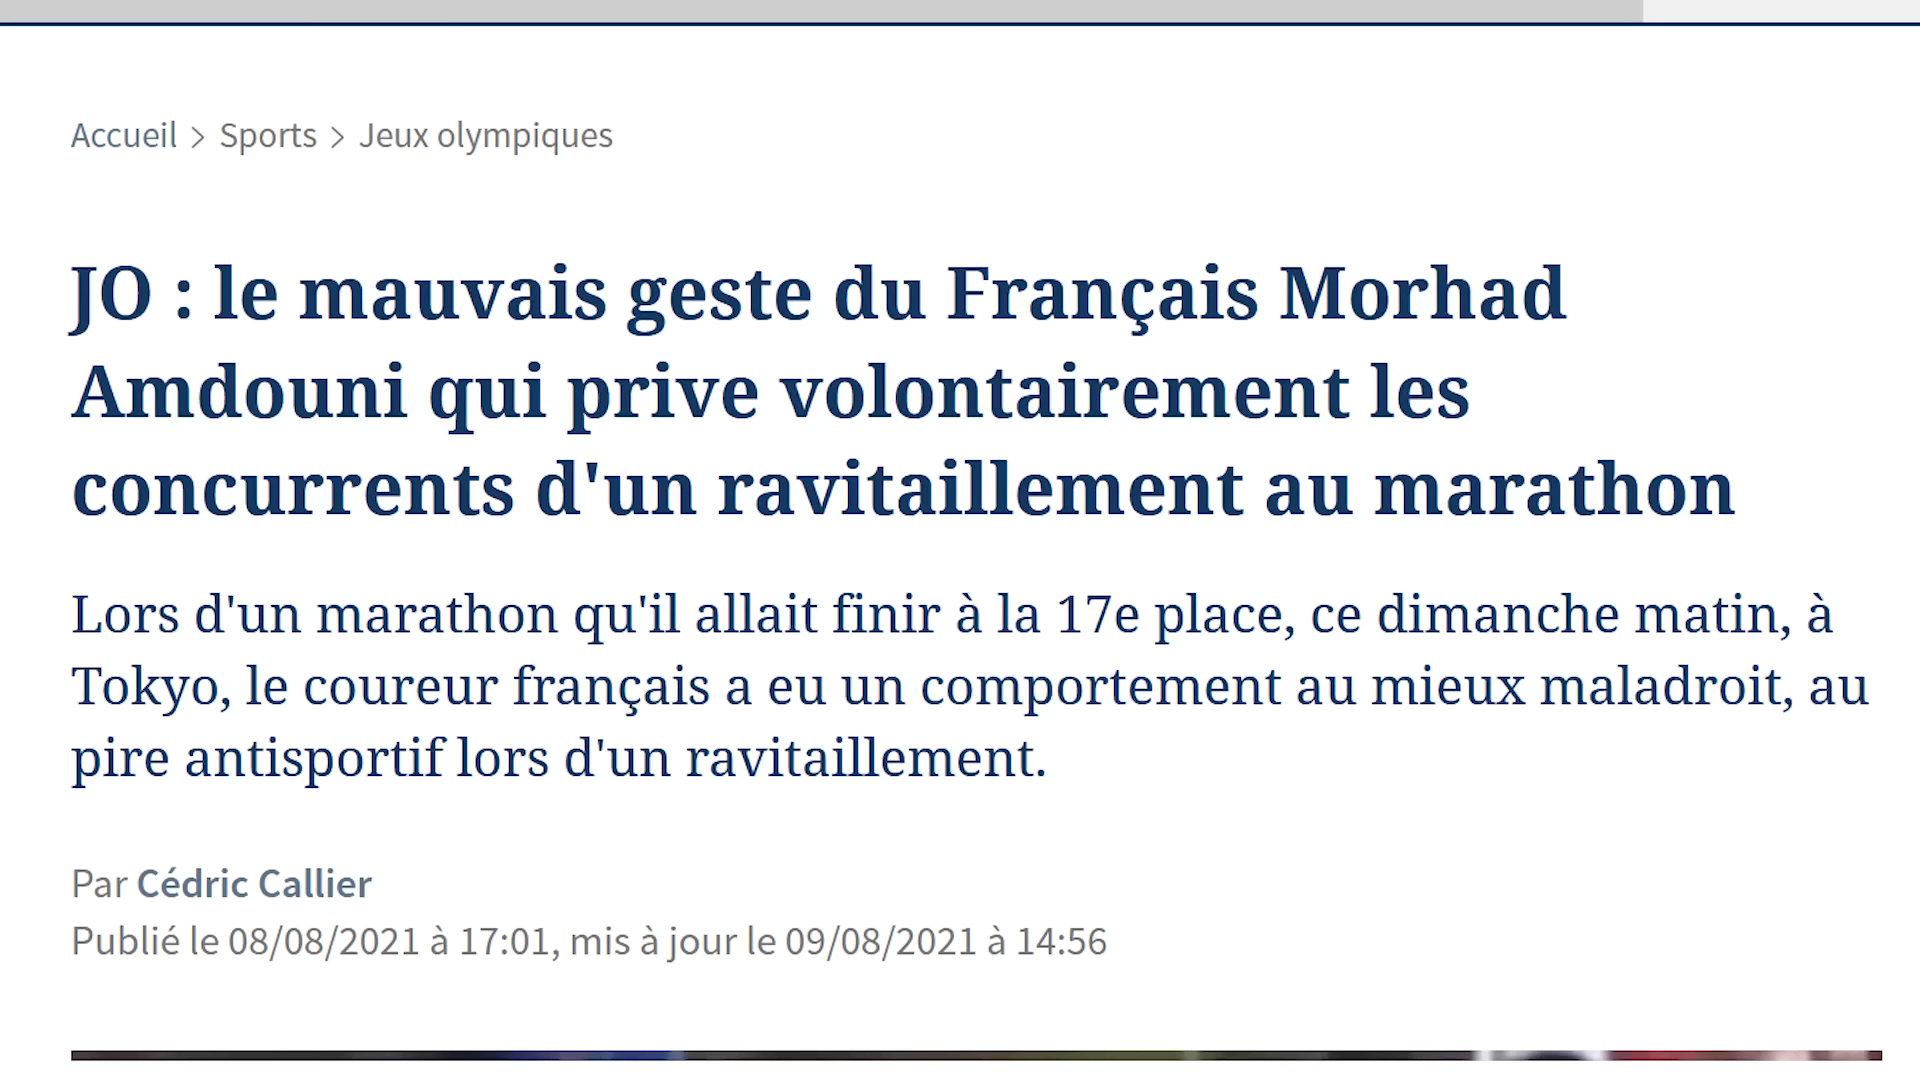 Accueil > Sports > Jeux olympiques
JO : le mauvais geste du Français Morhad
Amdouni qui prive volontairement les
concurrents d'un ravitaillement au marathon
Lors d'un marathon qu'il allait finir à la 17e place, ce dimanche matin, à
Tokyo, le coureur français a eu un comportement au mieux maladroit, au
pire antisportif lors d'un ravitaillement.
Par Cédric Callier
Publié le 08/08/2021 à 17:01, mis à jour le 09/08/2021 à 14:56